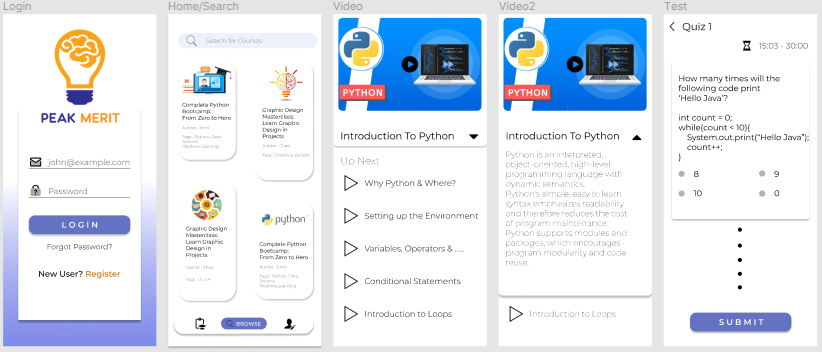 Login
PEAK MERIT
john@example.com
Password
LOGIN
Forgot Password?
New User? Register
Home/Search
Search for Courses
Complete Python
Bootcamp:
From Zero to Hero
Author: John
Tags: Python, Data
Science
Machine Learning
Graphic Design
Masterclass:
Learn Graphic
Design in
Projects.
Author: Chad
Tags: Graphics, Version
Graphic Design
Masterclass:
Learn Graphic
Design in
Projects
Author: Chad
Tags: UI, UX
python
Complete Python
Bootcamp:
From Zero to Hero
Author: John
Tags: Python, Data
Science
Machine Learning
BROWSE
Video
PYTHON
Introduction To Python
Up Next
Why Python & Where?
Setting up the Environment
Variables, Operators & .....
Conditional Statements
Introduction to Loops
Video2
PYTHON
Introduction To Python
Python is an interpreted,
object-oriented, high-level
programming language with
dynamic semantics.
Python's simple, easy to learn
syntax emphasizes readability
and therefore reduces the cost
of program maintenance.
Python supports modules and
packages, which encourages
program modularity and code
reuse.
Introduction to Loops
Test
Quiz 1
15:03 - 30:00
How many times will the
following code print
'Hello Java'?
int count = 0;
while(count < 10){
System.out.print("Hello Java");
count++;
}
8
9
10
0
SUBMIT